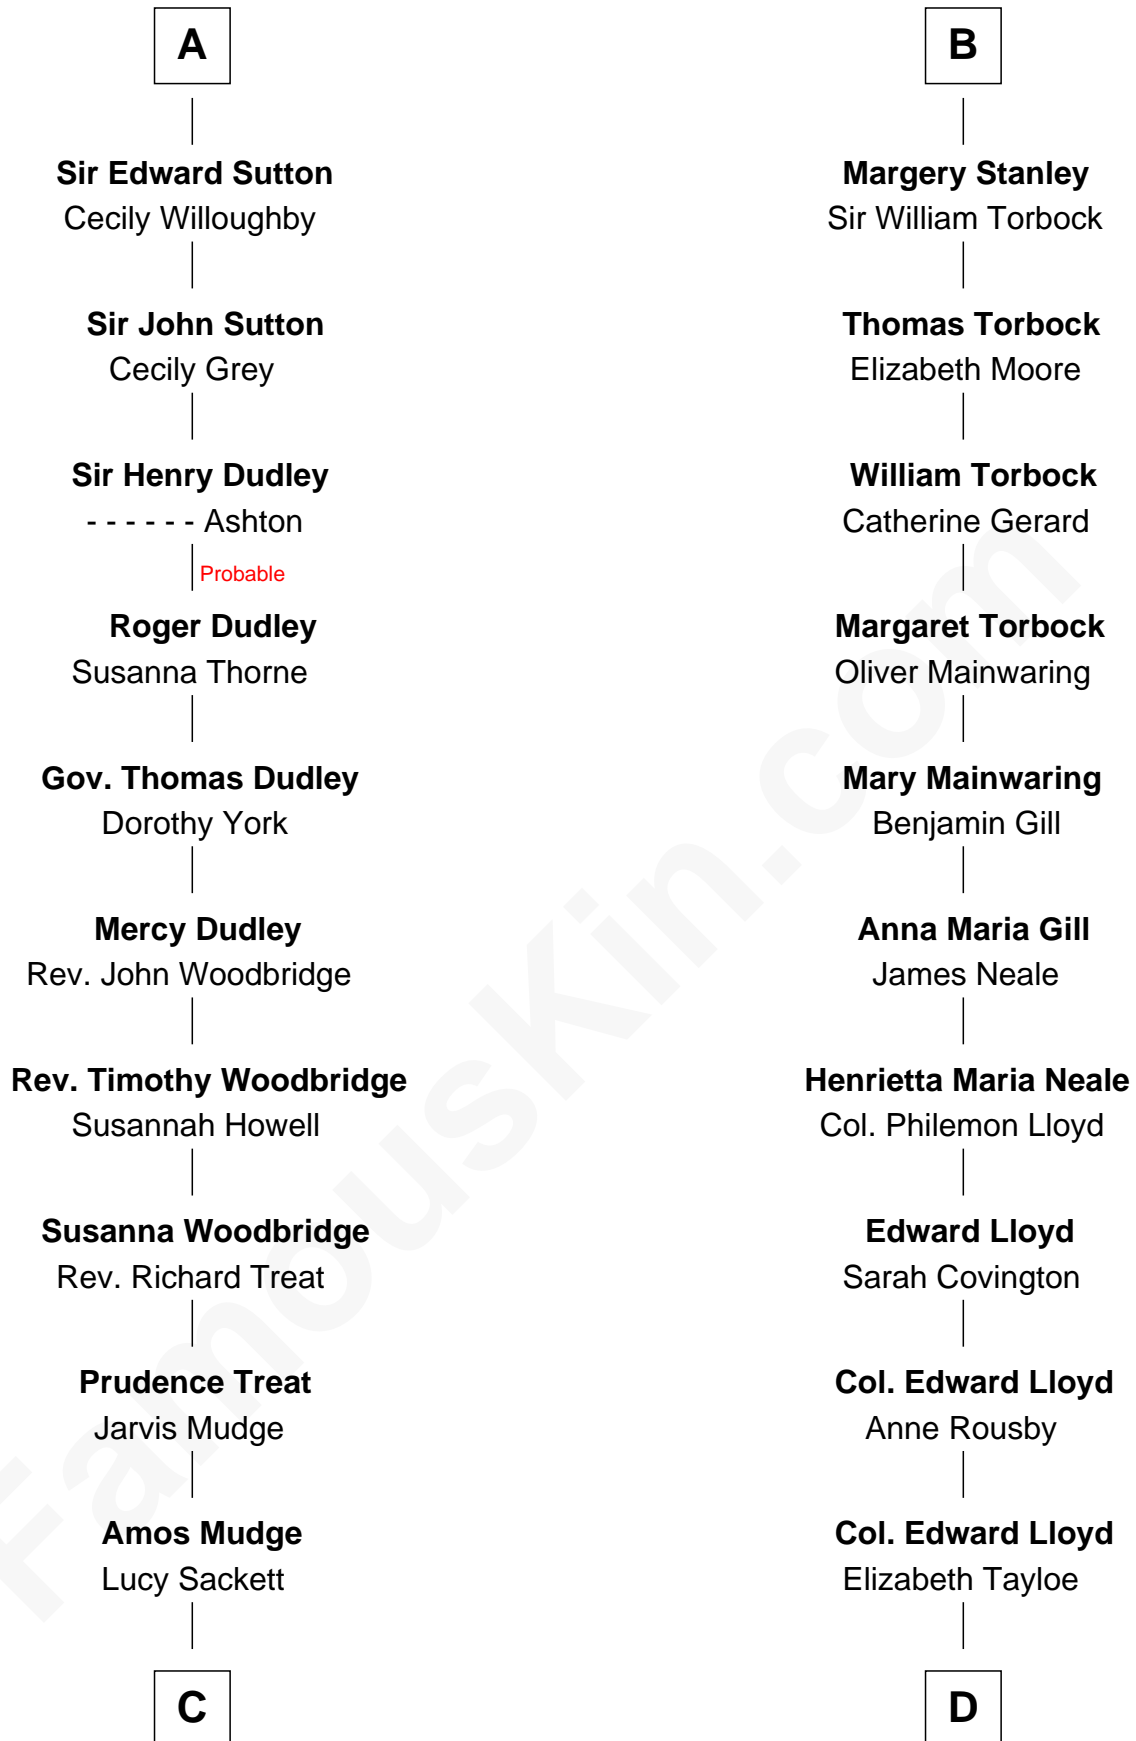 A
Sir Edward Sutton
Cecily Willoughby
Sir John Sutton
Cecily Grey
Sir Henry Dudley
- - - - - - Ashton
Probable
Roger Dudley
Susanna Thorne
Gov. Thomas Dudley
Dorothy York
Mercy Dudley
Rev. John Woodbridge
Rev. Timothy Woodbridge
Susannah Howell
Susanna Woodbridge
Rev. Richard Treat
Prudence Treat
Jarvis Mudge
Amos Mudge
Lucy Sackett
C
B
Margery Stanley
Sir William Torbock
Thomas Torbock
Elizabeth Moore
William Torbock
Catherine Gerard
Margaret Torbock
Oliver Mainwaring
Mary Mainwaring
Benjamin Gill
Anna Maria Gill
James Neale
Henrietta Maria Neale
Col. Philemon Lloyd
Edward Lloyd
Sarah Covington
Col. Edward Lloyd
Anne Rousby
Col. Edward Lloyd
Elizabeth Tayloe
D
FamousKin.com